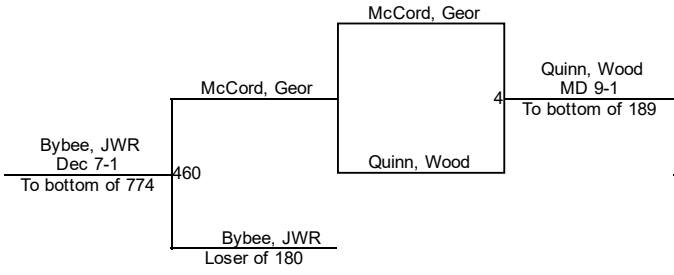 McCord, Geor
Quinn, Wood
MD 9-1
4
To bottom of 189
McCord, Geor
Bybee, JWR
Dec 7-1
460
To bottom of 774
Quinn, Wood
Bybee, JWR
Loser of 180